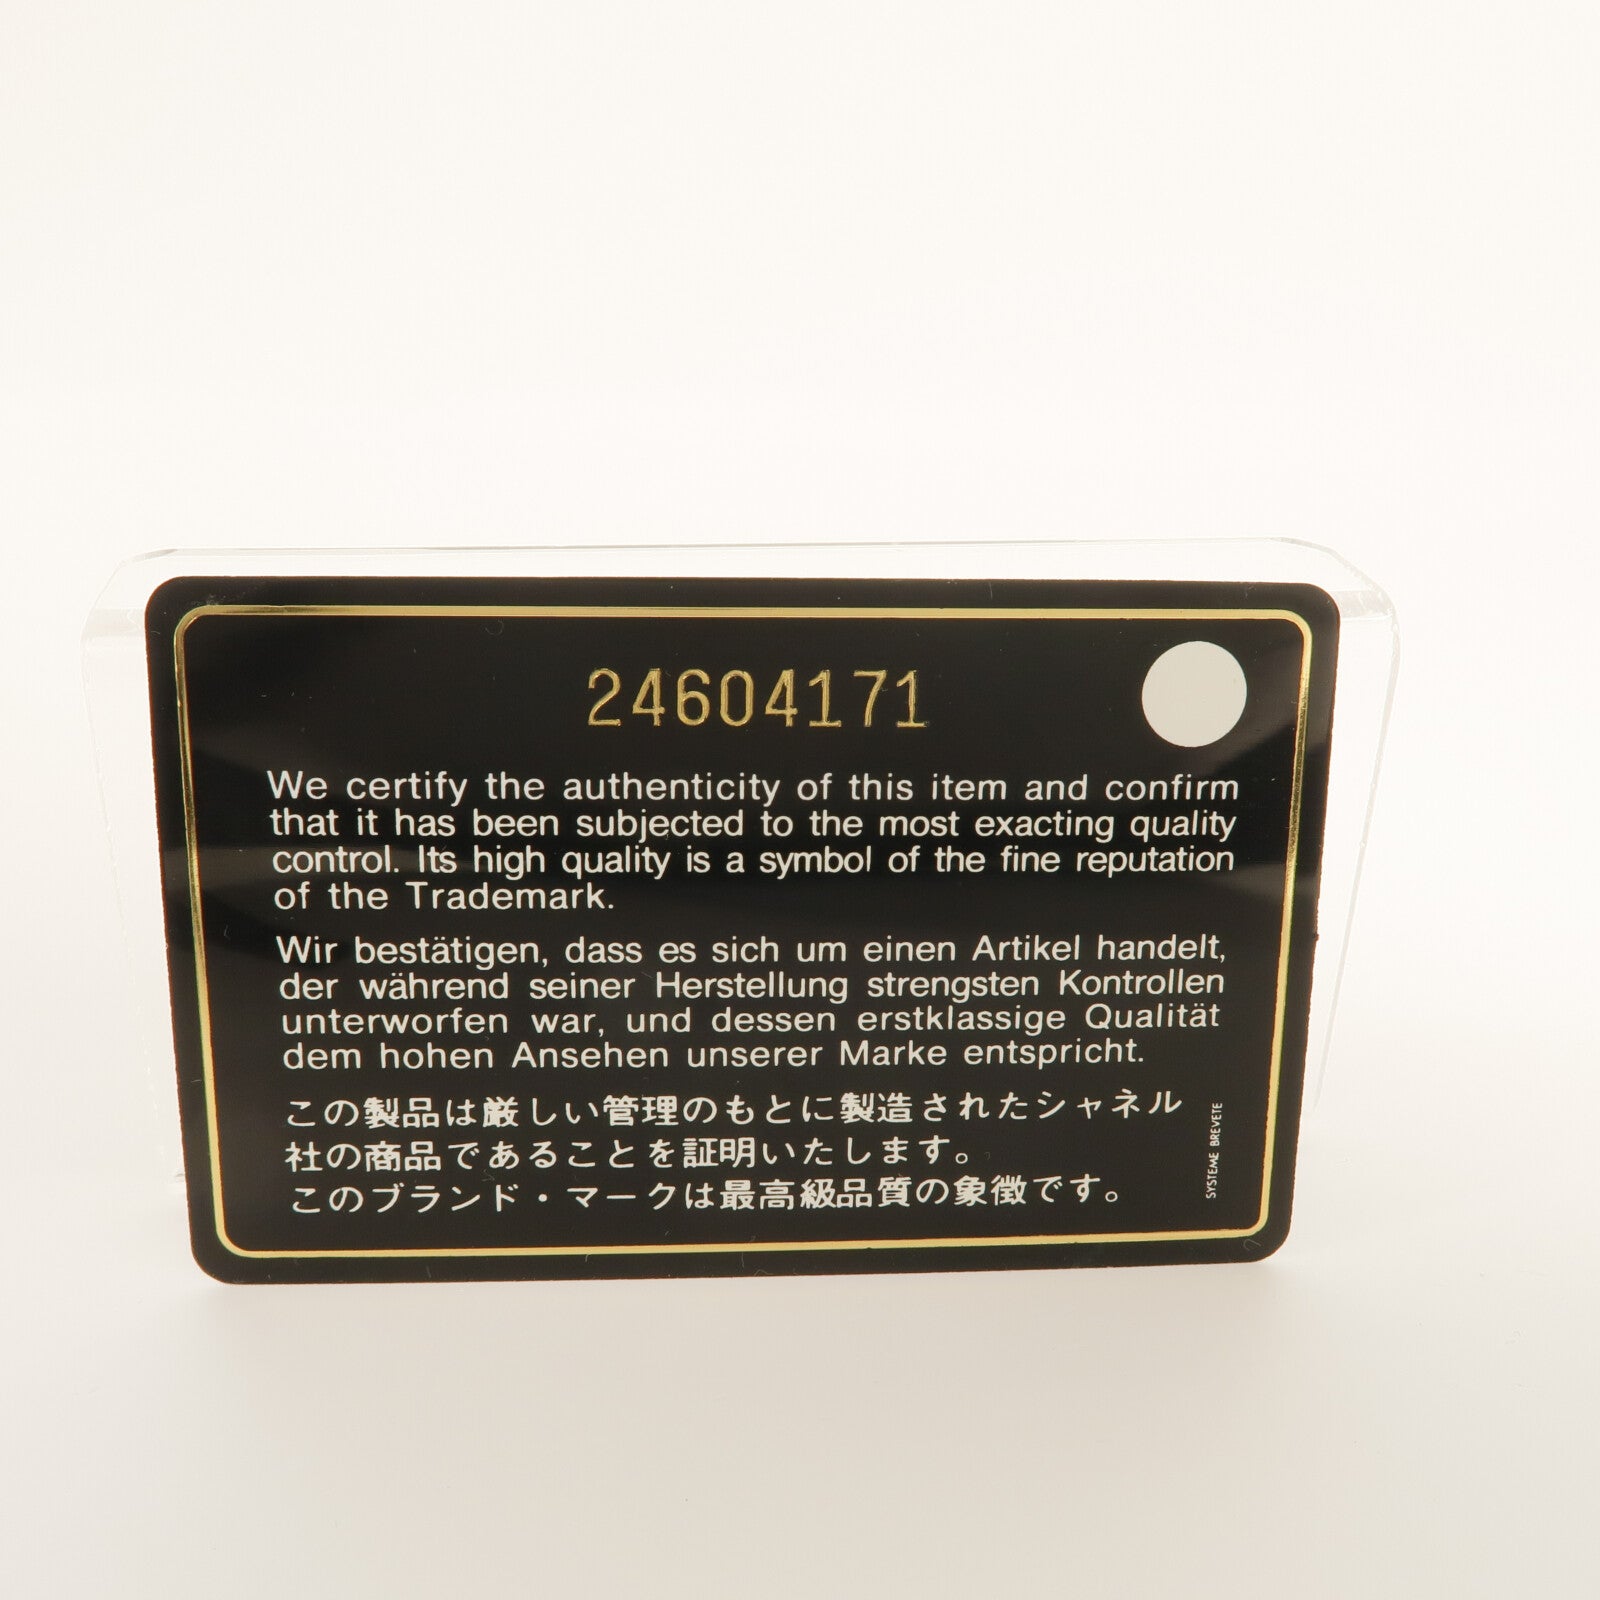 24604171
We certify the authenticity of this item and confirm
that it has been subjected to the most exacting quality
control. Its high quality is a symbol of the fine reputation
of the Trademark.
Wir bestätigen, dass es sich um einen Artikel handelt,
der während seiner Herstellung strengsten Kontrollen
unterworfen war, und dessen erstklassige Qualität
dem hohen Ansehen unserer Marke entspricht.
この製品は厳しい管理のもとに製造されたシャネル
社の商品であることを証明いたします。
このブランド・マークは最高級品質の象徴です。
SYSTEME BREVETE